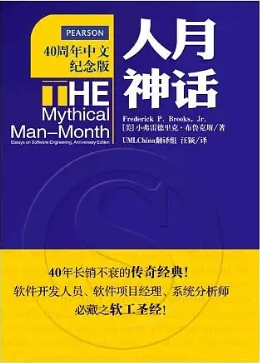 PEARSON
40周年中文
纪念版
人月
神话
THE
Mythical
Man-Month
Essays on Software Engineering, Anniversary Edition
Frederick P. Brooks, Jr.
[美]小弗雷德里克·布鲁克斯/著
UMLChina翻译组 汪颖/译
40年长销不衰的传奇经典！
软件开发人员、软件项目经理、系统分析师
必藏之软工圣经！